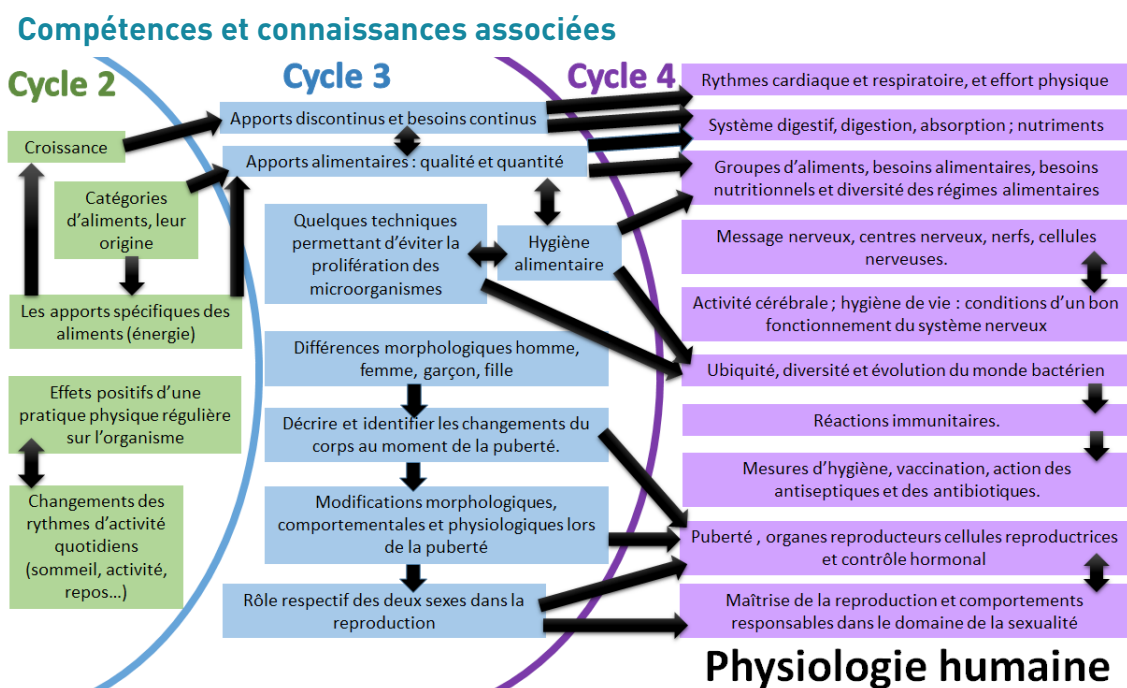 Compétences et connaissances associées
Cycle 2
Croissance
Catégories
d'aliments, leur
origine
Les apports spécifiques des
aliments (énergie)
Effets positifs d'une
pratique physique régulière
sur l'organisme
Changements des
rythmes d'activité
quotidiens
(sommeil, activité,
repos...)
Cycle 3
Apports discontinus et besoins continus
Apports alimentaires : qualité et quantité
Quelques techniques
permettant d'éviter la
prolifération des
microorganismes
Hygiène
alimentaire
Différences morphologiques homme,
femme, garçon, fille
Décrire et identifier les changements du
corps au moment de la puberté.
Modifications morphologiques,
comportementales et physiologiques lors
de la puberté
Rôle respectif des deux sexes dans la
reproduction
Cycle 4
Rythmes cardiaque et respiratoire, et effort physique
Système digestif, digestion, absorption ; nutriments
Groupes d'aliments, besoins alimentaires, besoins
nutritionnels et diversité des régimes alimentaires
Message nerveux, centres nerveux, nerfs, cellules
nerveuses.
Activité cérébrale ; hygiène de vie : conditions d'un bon
fonctionnement du système nerveux
Ubiquité, diversité et évolution du monde bactérien
Réactions immunitaires.
Mesures d'hygiène, vaccination, action des
antiseptiques et des antibiotiques.
Puberté , organes reproducteurs cellules reproductrices
et contrôle hormonal
Maîtrise de la reproduction et comportements
responsables dans le domaine de la sexualité
Physiologie humaine